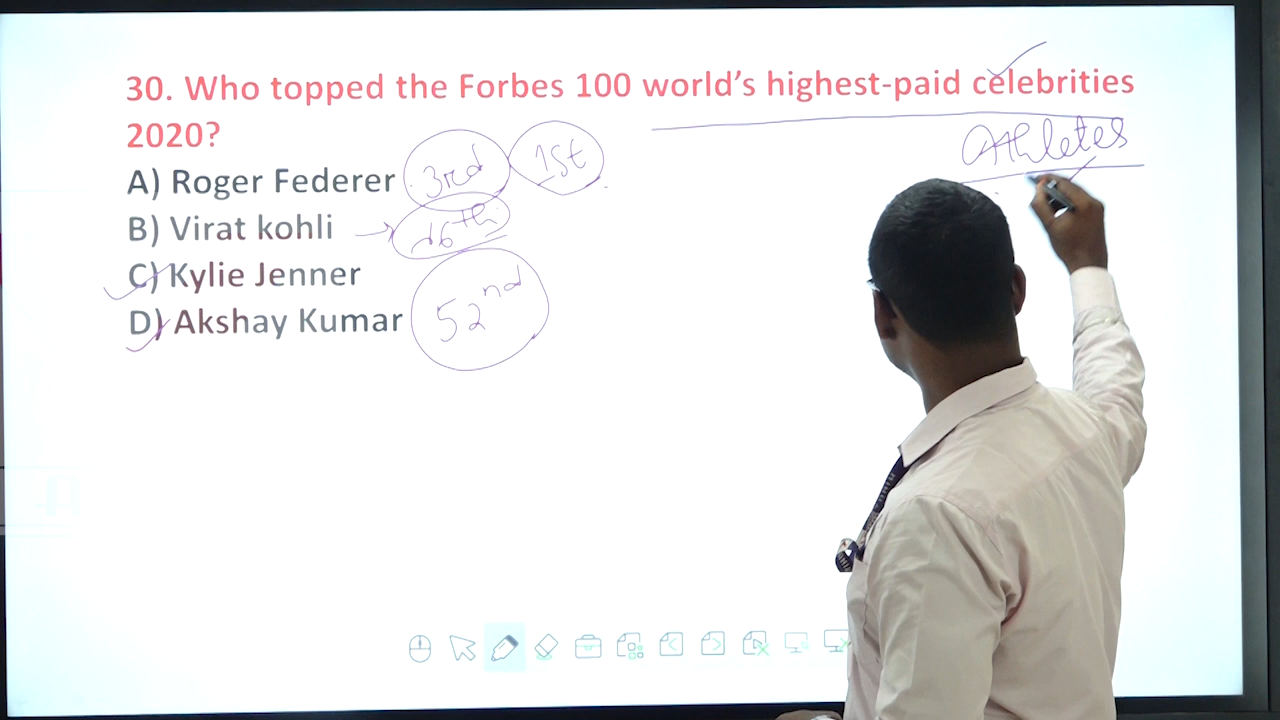 30. Who topped the Forbes 100 world's highest-paid celebrities
2020?
Athletes
A) Roger Federer 3rd 1st
B) Virat kohli
C) Kylie Jenner
D) Akshay Kumar 52nd